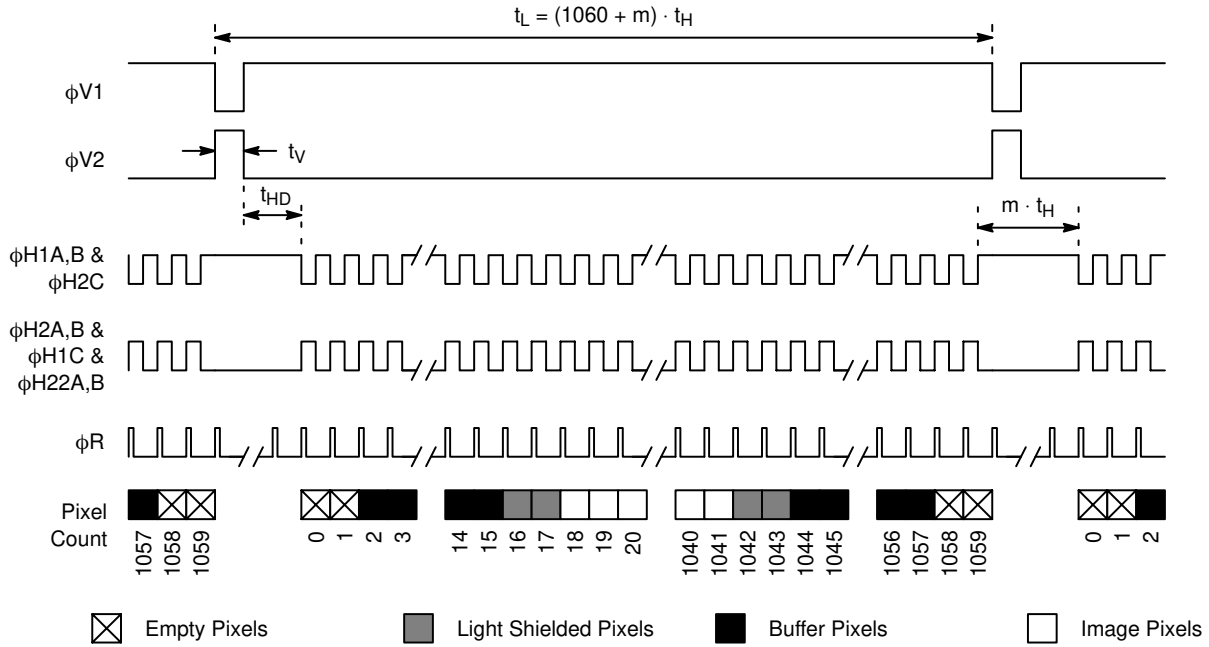 t_L = (1060 + m) · t_H
ϕV1
ϕV2
t_V
t_HD
m · t_H
ϕH1A,B &
ϕH2C
ϕH2A,B &
ϕH1C &
ϕH22A,B
ϕR
Pixel
Count
1057
1058
1059
0
1
2
3
14
15
16
17
18
19
20
1040
1041
1042
1043
1044
1045
1056
1057
1058
1059
0
1
2
Empty Pixels
Light Shielded Pixels
Buffer Pixels
Image Pixels